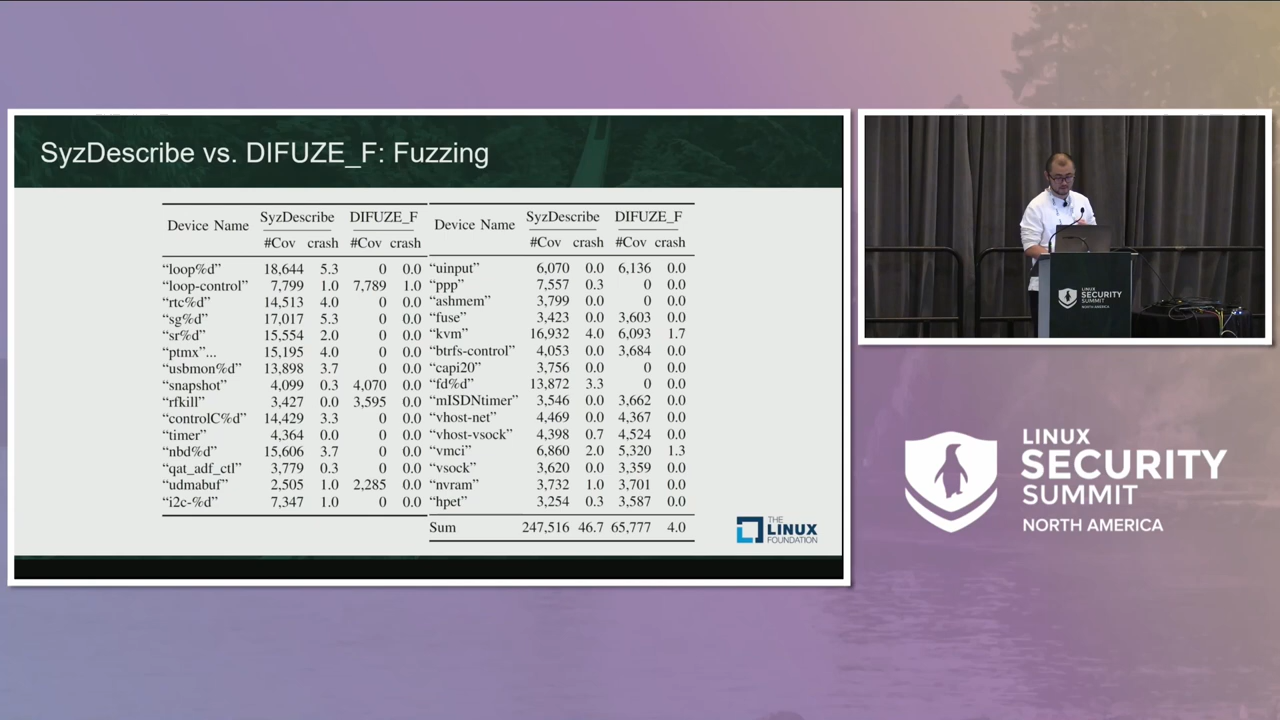 SyzDescribe vs. DIFUZE_F: Fuzzing
Device Name SyzDescribe DIFUZE_F
#Cov crash #Cov crash
“loop%d” 18,644 5.3 0 0.0
“loop-control” 7,799 1.0 7,789 1.0
“rtc%d” 14,513 4.0 0 0.0
“sg%d” 17,017 5.3 0 0.0
“sr%d” 15,554 2.0 0 0.0
“ptmx”... 15,195 4.0 0 0.0
“usbmon%d” 13,898 3.7 0 0.0
“snapshot” 4,099 0.3 4,070 0.0
“rfkill” 3,427 0.0 3,595 0.0
“controlC%d” 14,429 3.3 0 0.0
“timer” 4,364 0.0 0 0.0
“nbd%d” 15,606 3.7 0 0.0
“qat_adf_ctl” 3,779 0.3 0 0.0
“udmabuf” 2,505 1.0 2,285 0.0
“i2c-%d” 7,347 1.0 0 0.0
Device Name SyzDescribe DIFUZE_F
#Cov crash #Cov crash
“uinput” 6,070 0.0 6,136 0.0
“ppp” 7,557 0.3 0 0.0
“ashmem” 3,799 0.0 0 0.0
“fuse” 3,423 0.0 3,603 0.0
“kvm” 16,932 4.0 6,093 1.7
“btrfs-control” 4,053 0.0 3,684 0.0
“capi20” 3,756 0.0 0 0.0
“fd%d” 13,872 3.3 0 0.0
“mISDNtimer” 3,546 0.0 3,662 0.0
“vhost-net” 4,469 0.0 4,367 0.0
“vhost-vsock” 4,398 0.7 4,524 0.0
“vmci” 6,860 2.0 5,320 1.3
“vsock” 3,620 0.0 3,359 0.0
“nvram” 3,732 1.0 3,701 0.0
“hpet” 3,254 0.3 3,587 0.0
Sum 247,516 46.7 65,777 4.0
THE
LINUX
FOUNDATION
LINUX
SECURITY
SUMMIT
NORTH AMERICA
LINUX
SECURITY
SUMMIT
NORTH AMERICA